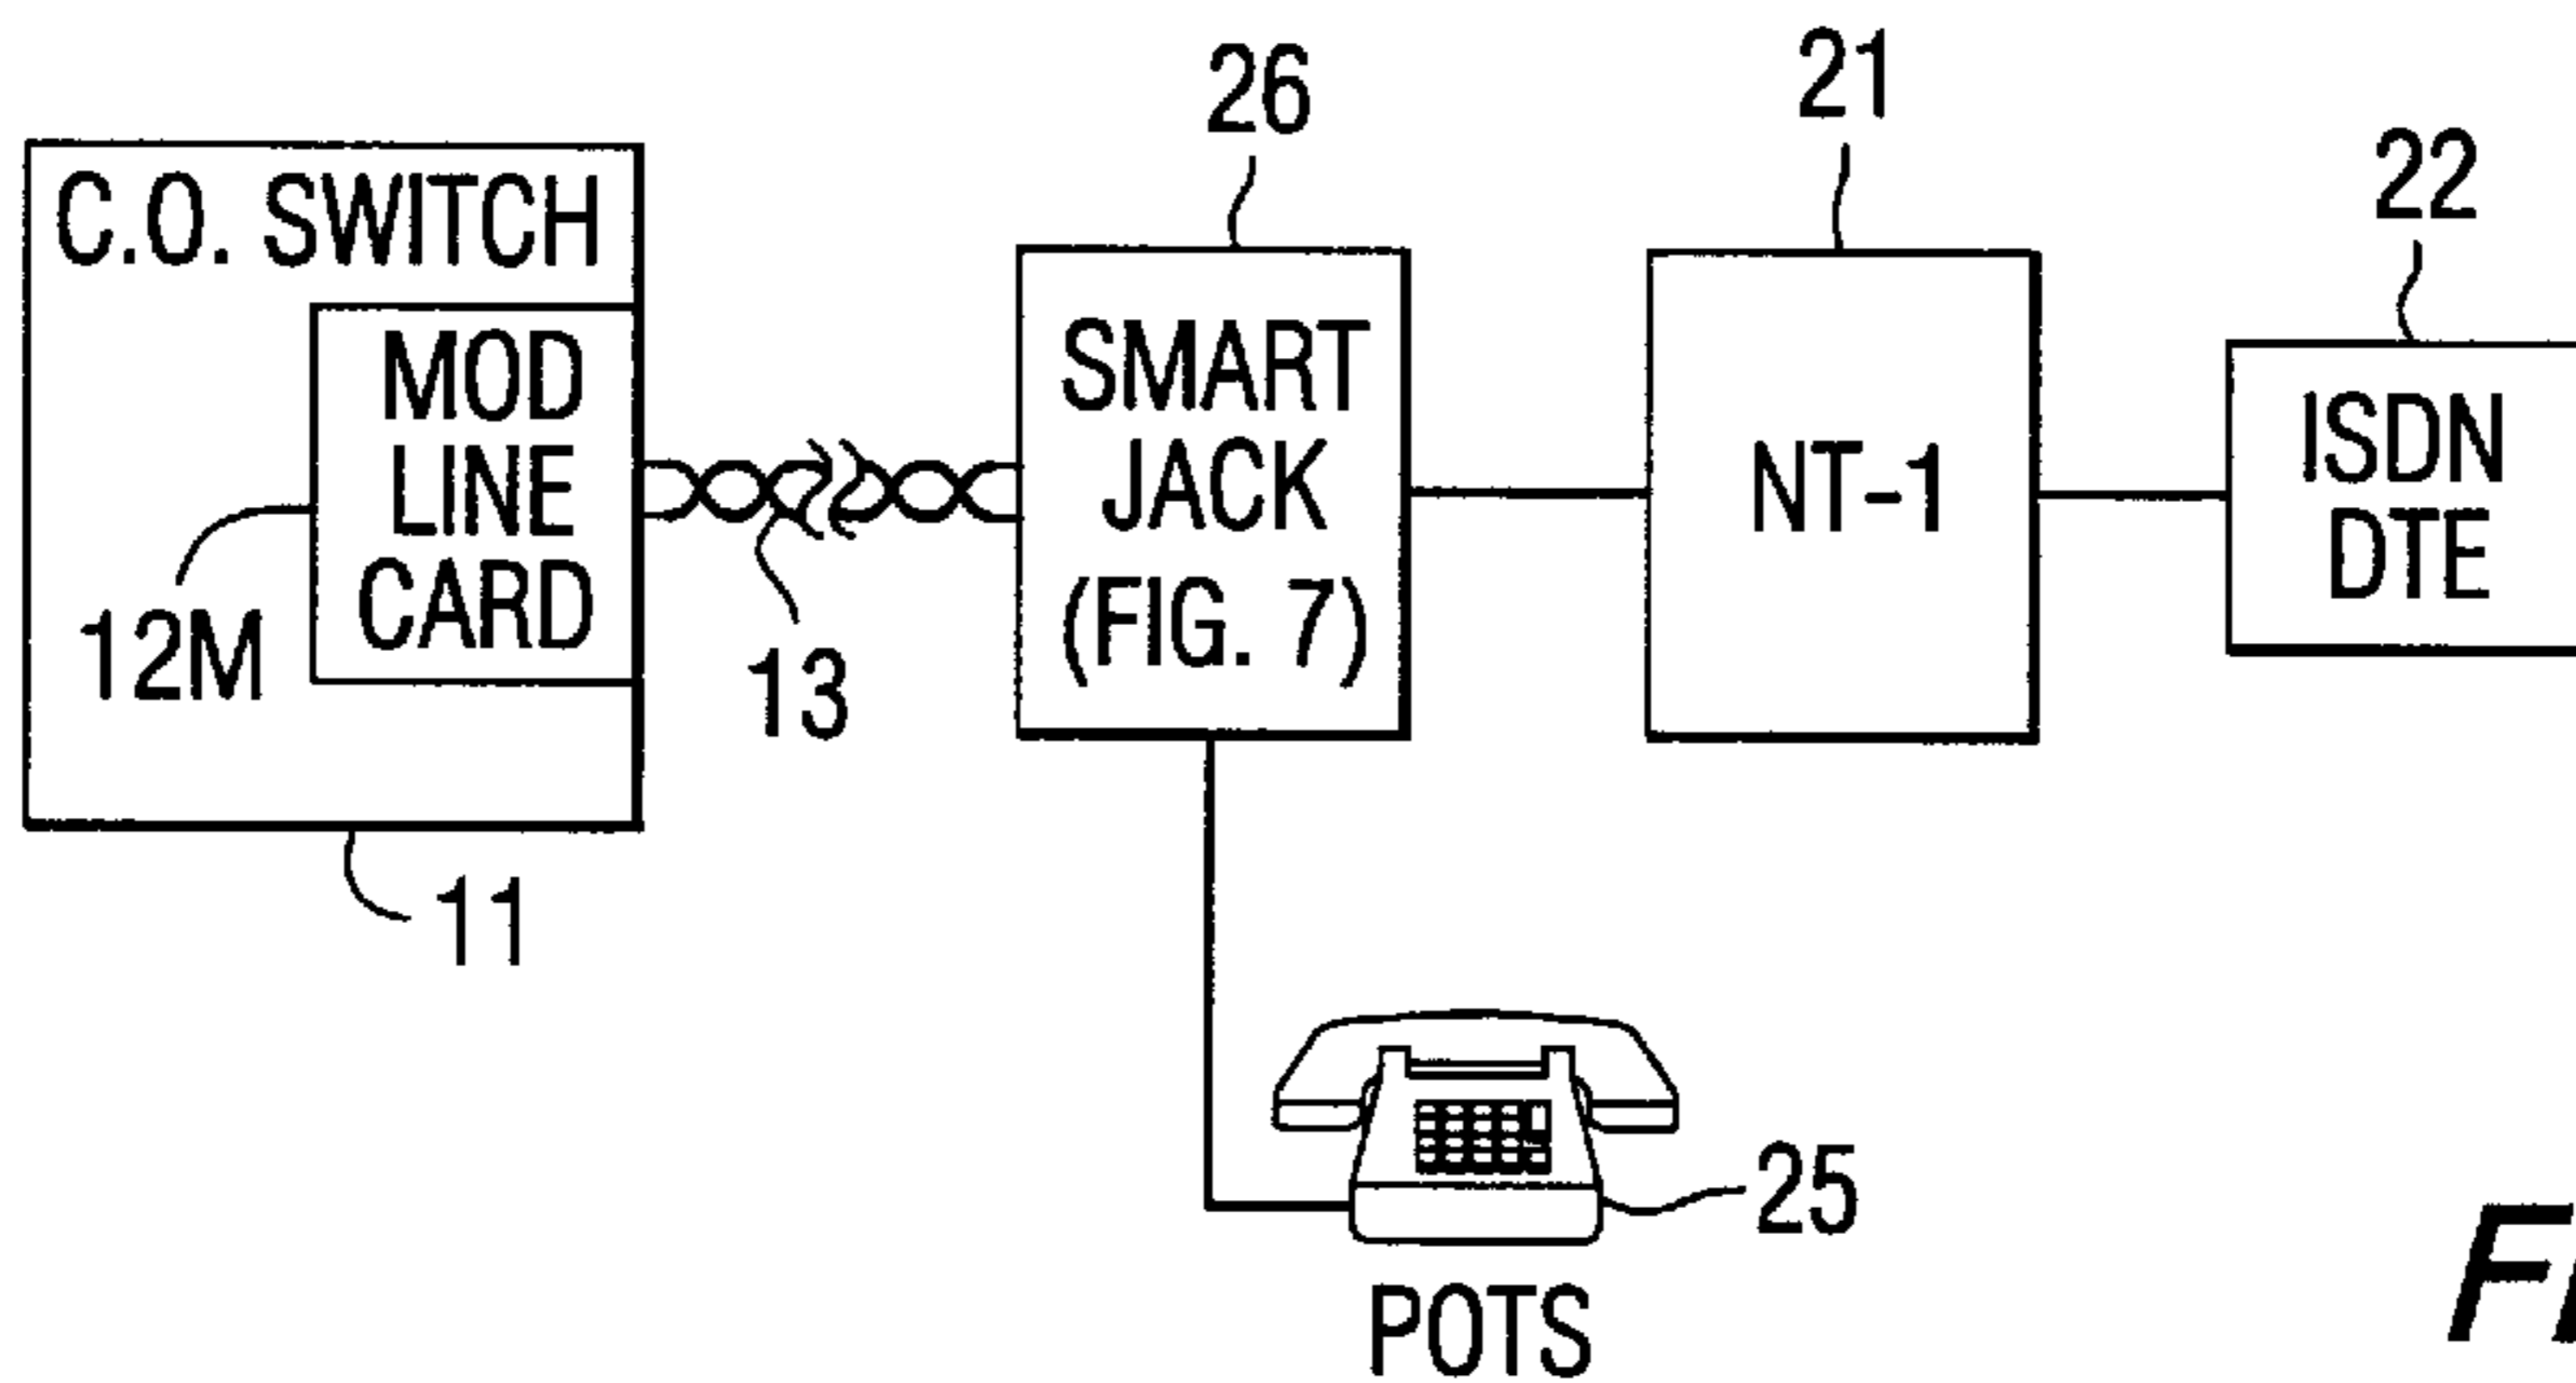 26
21
22
C.O. SWITCH
MOD
LINE
CARD
12M
11
13
SMART
JACK
(FIG. 7)
NT-1
ISDN
DTE
25
POTS